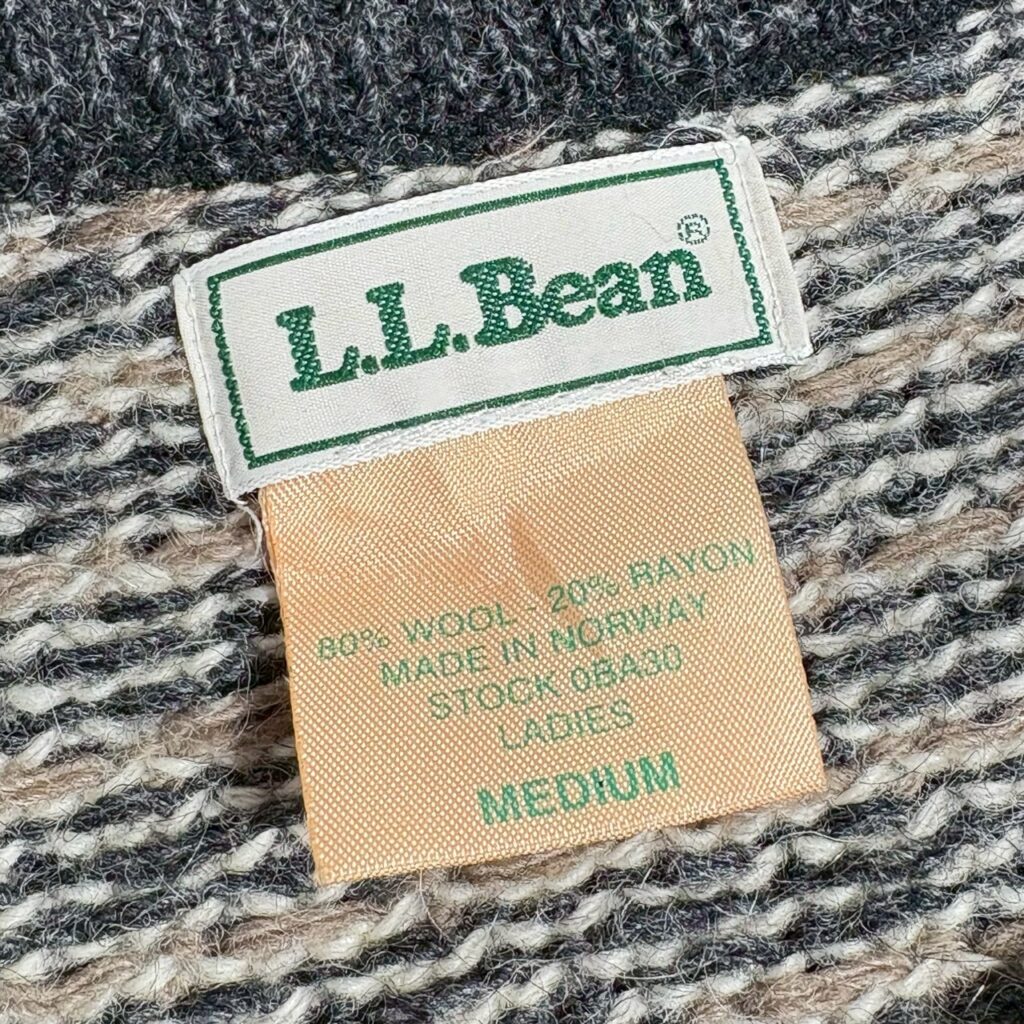 L.L.Bean®
80% WOOL - 20% RAYON
MADE IN NORWAY
STOCK 0BA30
LADIES
MEDIUM